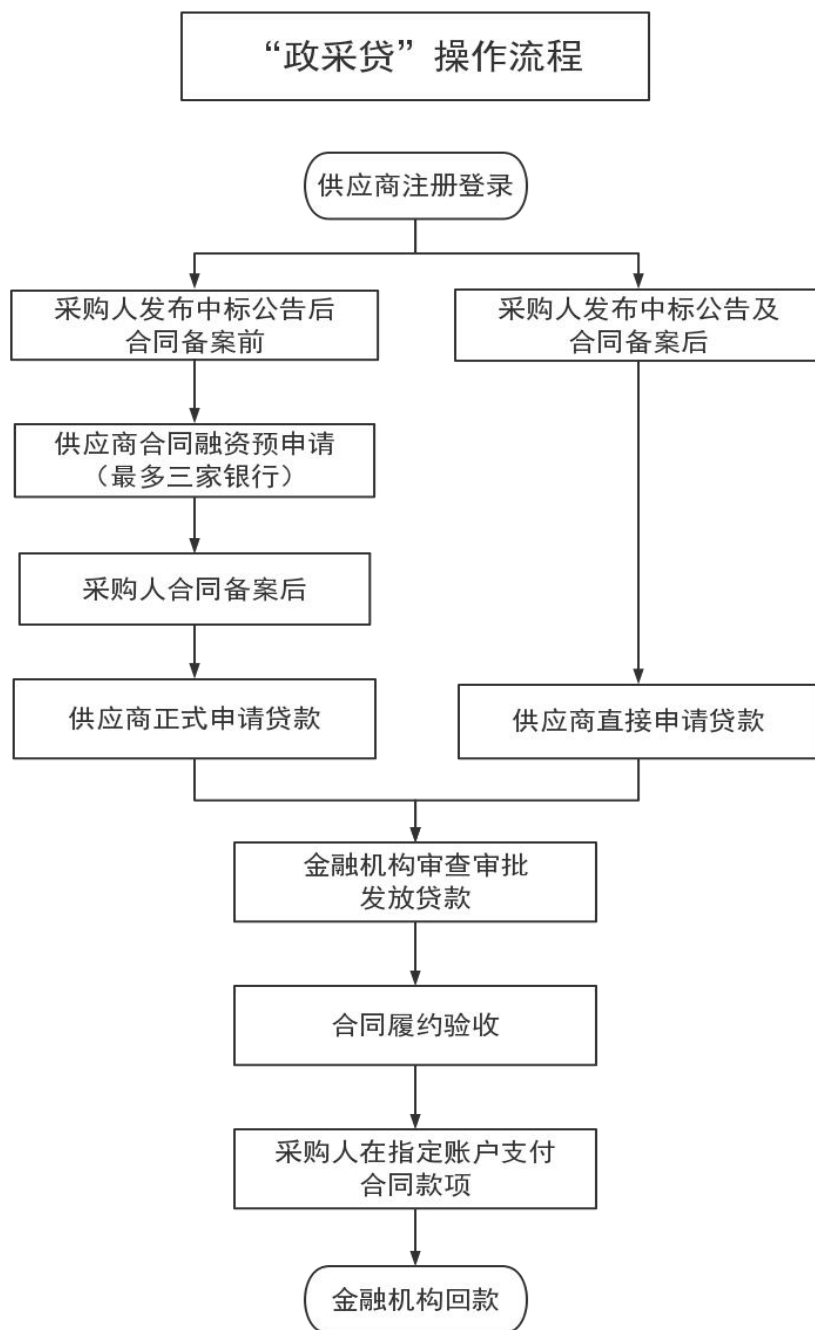 “政采贷”操作流程
供应商注册登录
采购人发布中标公告后
合同备案前
采购人发布中标公告及
合同备案后
供应商合同融资预申请
（最多三家银行）
采购人合同备案后
供应商正式申请贷款
供应商直接申请贷款
金融机构审查审批
发放贷款
合同履约验收
采购人在指定账户支付
合同款项
金融机构回款